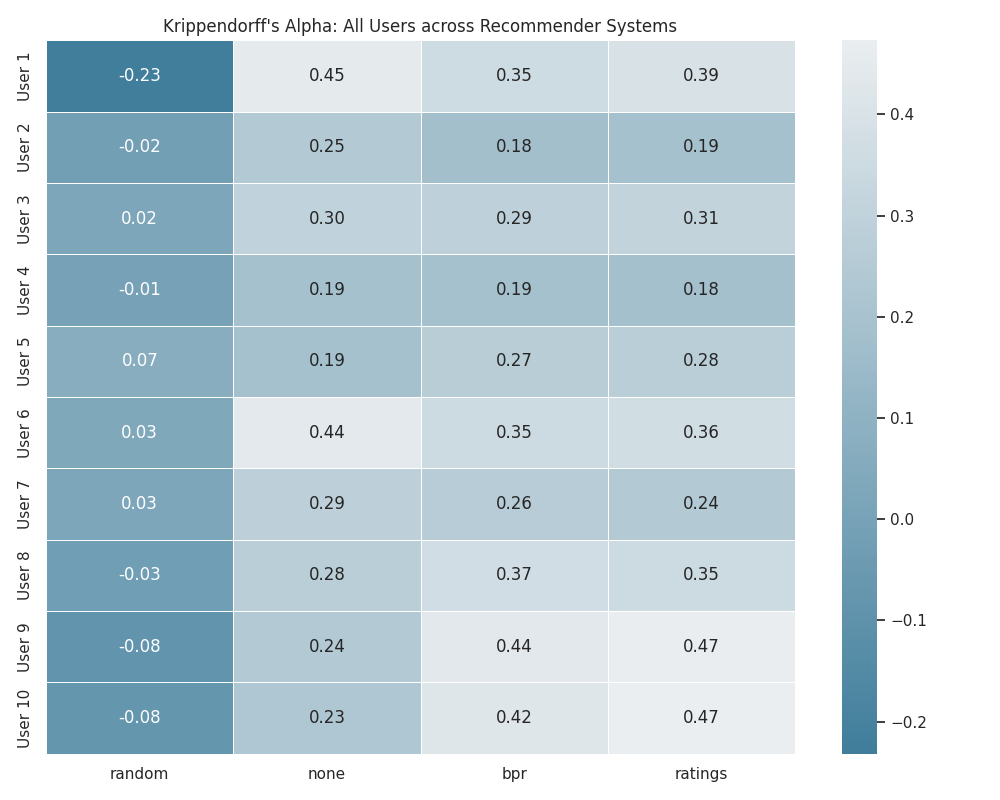 Krippendorff's Alpha: All Users across Recommender Systems
User 1 -0.23 0.45 0.35 0.39
User 2 -0.02 0.25 0.18 0.19
User 3 0.02 0.30 0.29 0.31
User 4 -0.01 0.19 0.19 0.18
User 5 0.07 0.19 0.27 0.28
User 6 0.03 0.44 0.35 0.36
User 7 0.03 0.29 0.26 0.24
User 8 -0.03 0.28 0.37 0.35
User 9 -0.08 0.24 0.44 0.47
User 10 -0.08 0.23 0.42 0.47
random none bpr ratings
0.4
0.3
0.2
0.1
0.0
−0.1
−0.2